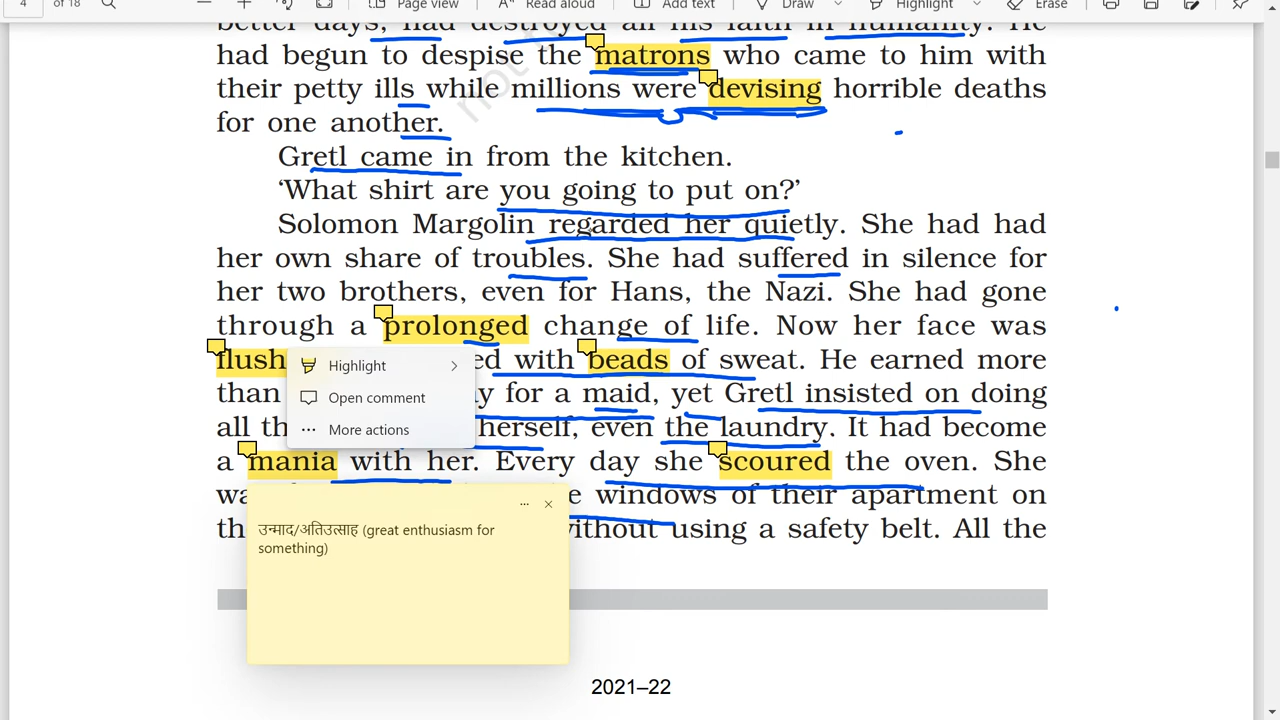 4 of 18 Page view Read aloud Add text Draw Highlight Erase
better days, had destroyed all his faith in humanity. He
had begun to despise the matrons who came to him with
their petty ills while millions were devising horrible deaths
for one another.
Gretl came in from the kitchen.
‘What shirt are you going to put on?’
Solomon Margolin regarded her quietly. She had had
her own share of troubles. She had suffered in silence for
her two brothers, even for Hans, the Nazi. She had gone
through a prolonged change of life. Now her face was
flush ed with beads of sweat. He earned more
than y for a maid, yet Gretl insisted on doing
all th herself, even the laundry. It had become
a mania with her. Every day she scoured the oven. She
wa e windows of their apartment on
th without using a safety belt. All the
Highlight
Open comment
More actions
उन्माद/अतिउत्साह (great enthusiasm for
something)
2021–22
not